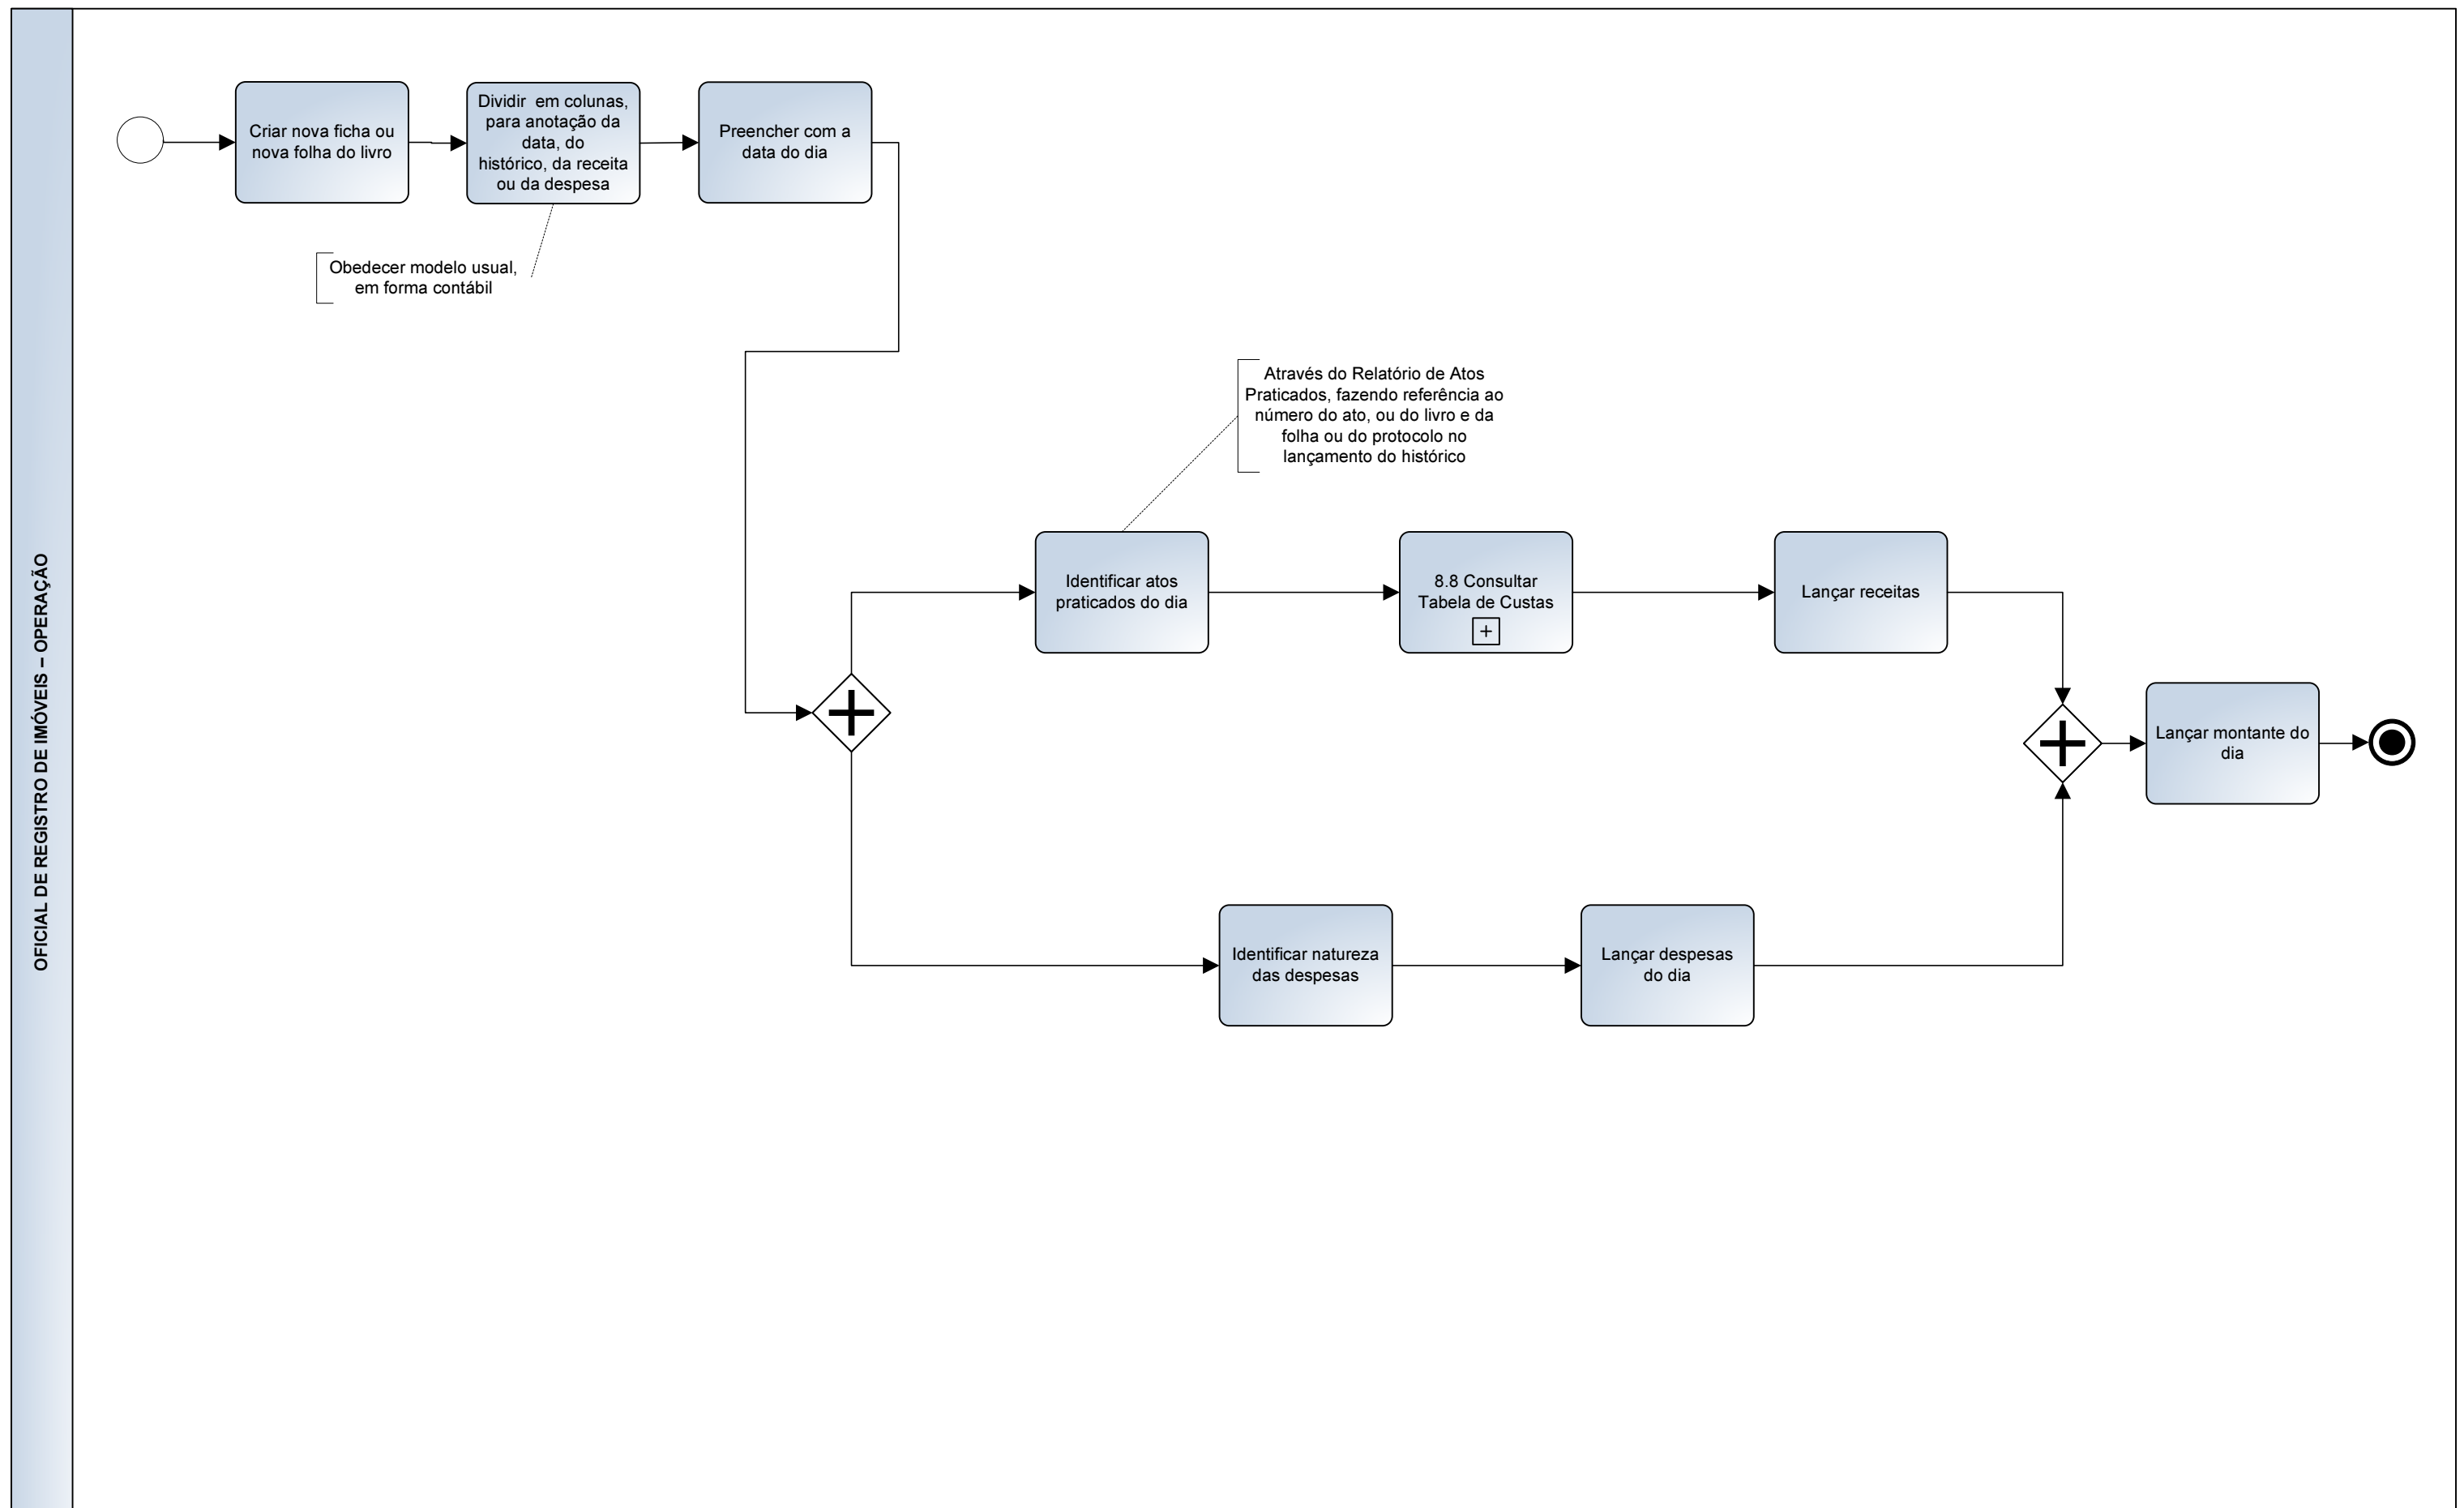 OFICIAL DE REGISTRO DE IMÓVEIS – OPERAÇÃO
Criar nova ficha ou
nova folha do livro
Dividir  em colunas,
para anotação da
data, do
histórico, da receita
ou da despesa
Preencher com a
data do dia
Obedecer modelo usual,
em forma contábil
Através do Relatório de Atos
Praticados, fazendo referência ao
número do ato, ou do livro e da
folha ou do protocolo no
lançamento do histórico
Identificar atos
praticados do dia
8.8 Consultar
Tabela de Custas
Lançar receitas
Lançar montante do
dia
Identificar natureza
das despesas
Lançar despesas
do dia